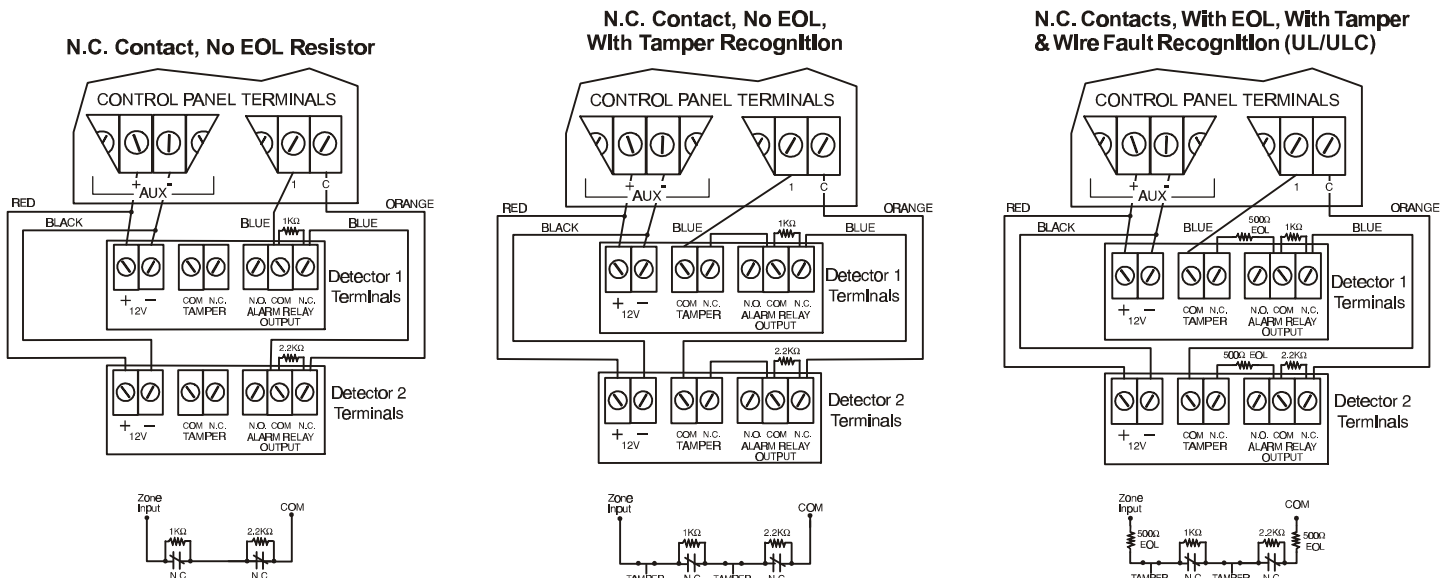 N.C. Contact, No EOL Resistor
CONTROL PANEL TERMINALS
+ -
AUX
1 C
RED
ORANGE
BLACK
BLUE
1KΩ
BLUE
Detector 1
Terminals
+ −
12V
COM N.C.
TAMPER
N.O. COM N.C.
ALARM RELAY
OUTPUT
2.2KΩ
Detector 2
Terminals
+ −
12V
COM N.C.
TAMPER
N.O. COM N.C.
ALARM RELAY
OUTPUT
Zone
Input
COM
1KΩ
2.2KΩ
N.C.
N.C.
N.C. Contact, No EOL,
With Tamper Recognition
CONTROL PANEL TERMINALS
+ -
AUX
1 C
RED
ORANGE
BLACK
BLUE
1KΩ
BLUE
Detector 1
Terminals
+ −
12V
COM N.C.
TAMPER
N.O. COM N.C.
ALARM RELAY
OUTPUT
2.2KΩ
Detector 2
Terminals
+ −
12V
COM N.C.
TAMPER
N.O. COM N.C.
ALARM RELAY
OUTPUT
Zone
Input
COM
1KΩ
2.2KΩ
TAMPER
N.C.
TAMPER
N.C.
N.C. Contacts, With EOL, With Tamper
& Wire Fault Recognition (UL/ULC)
CONTROL PANEL TERMINALS
+ -
AUX
1 C
RED
ORANGE
BLACK
BLUE
500Ω
EOL
1KΩ
BLUE
Detector 1
Terminals
+ −
12V
COM N.C.
TAMPER
N.O. COM N.C.
ALARM RELAY
OUTPUT
500Ω EOL
2.2KΩ
Detector 2
Terminals
+ −
12V
COM N.C.
TAMPER
N.O. COM N.C.
ALARM RELAY
OUTPUT
Zone
Input
COM
500Ω
EOL
1KΩ
2.2KΩ
500Ω
EOL
TAMPER
N.C.
TAMPER
N.C.